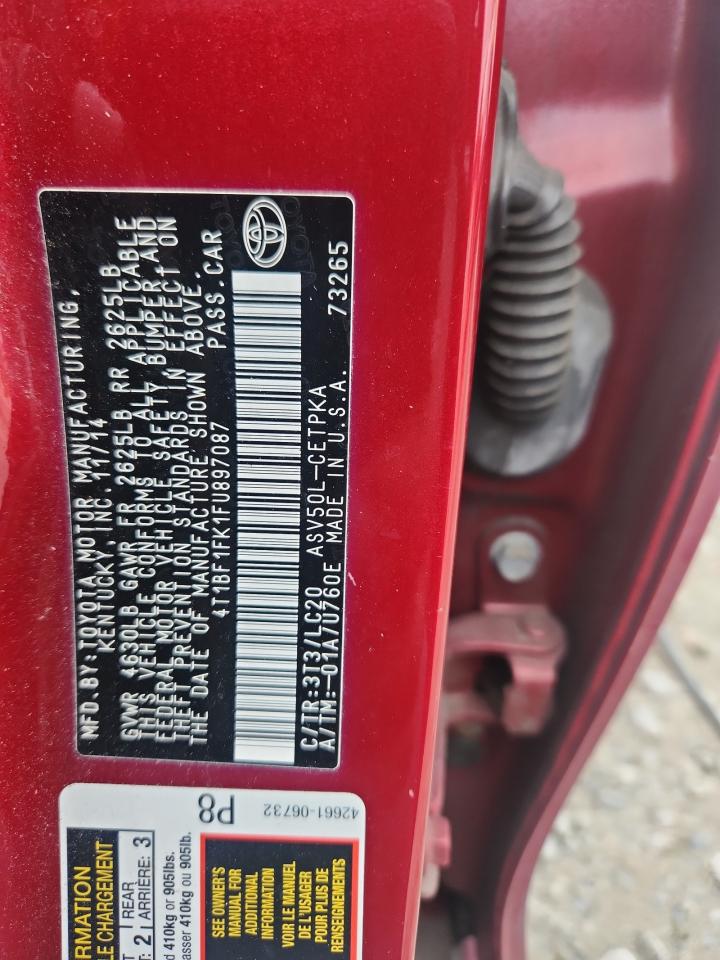 MFD. BY: TOYOTA MOTOR MANUFACTURING,
KENTUCKY, INC. 11/14
GVWR 4630LB GAWR FR 2625LB RR 2625LB
THIS VEHICLE CONFORMS TO ALL APPLICABLE
FEDERAL MOTOR VEHICLE SAFETY, BUMPER AND
THEFT PREVENTION STANDARDS IN EFFECT ON
THE DATE OF MANUFACTURE SHOWN ABOVE.
4T1BF1FK1FU897087 PASS.CAR
C/TR:3T3/LC20 ASV50L-CETPKA
A/TM:-01A/U760E MADE IN U.S.A. 73265
RMATION
LE CHARGEMENT
2 REAR
: 2 ARRIÈRE: 3
d 410kg or 905lbs.
asser 410kg ou 905lb.
P8
SEE OWNER'S
MANUAL FOR
ADDITIONAL
INFORMATION
VOIR LE MANUEL
DE L'USAGER
POUR PLUS DE
RENSEIGNEMENTS
42661-06732